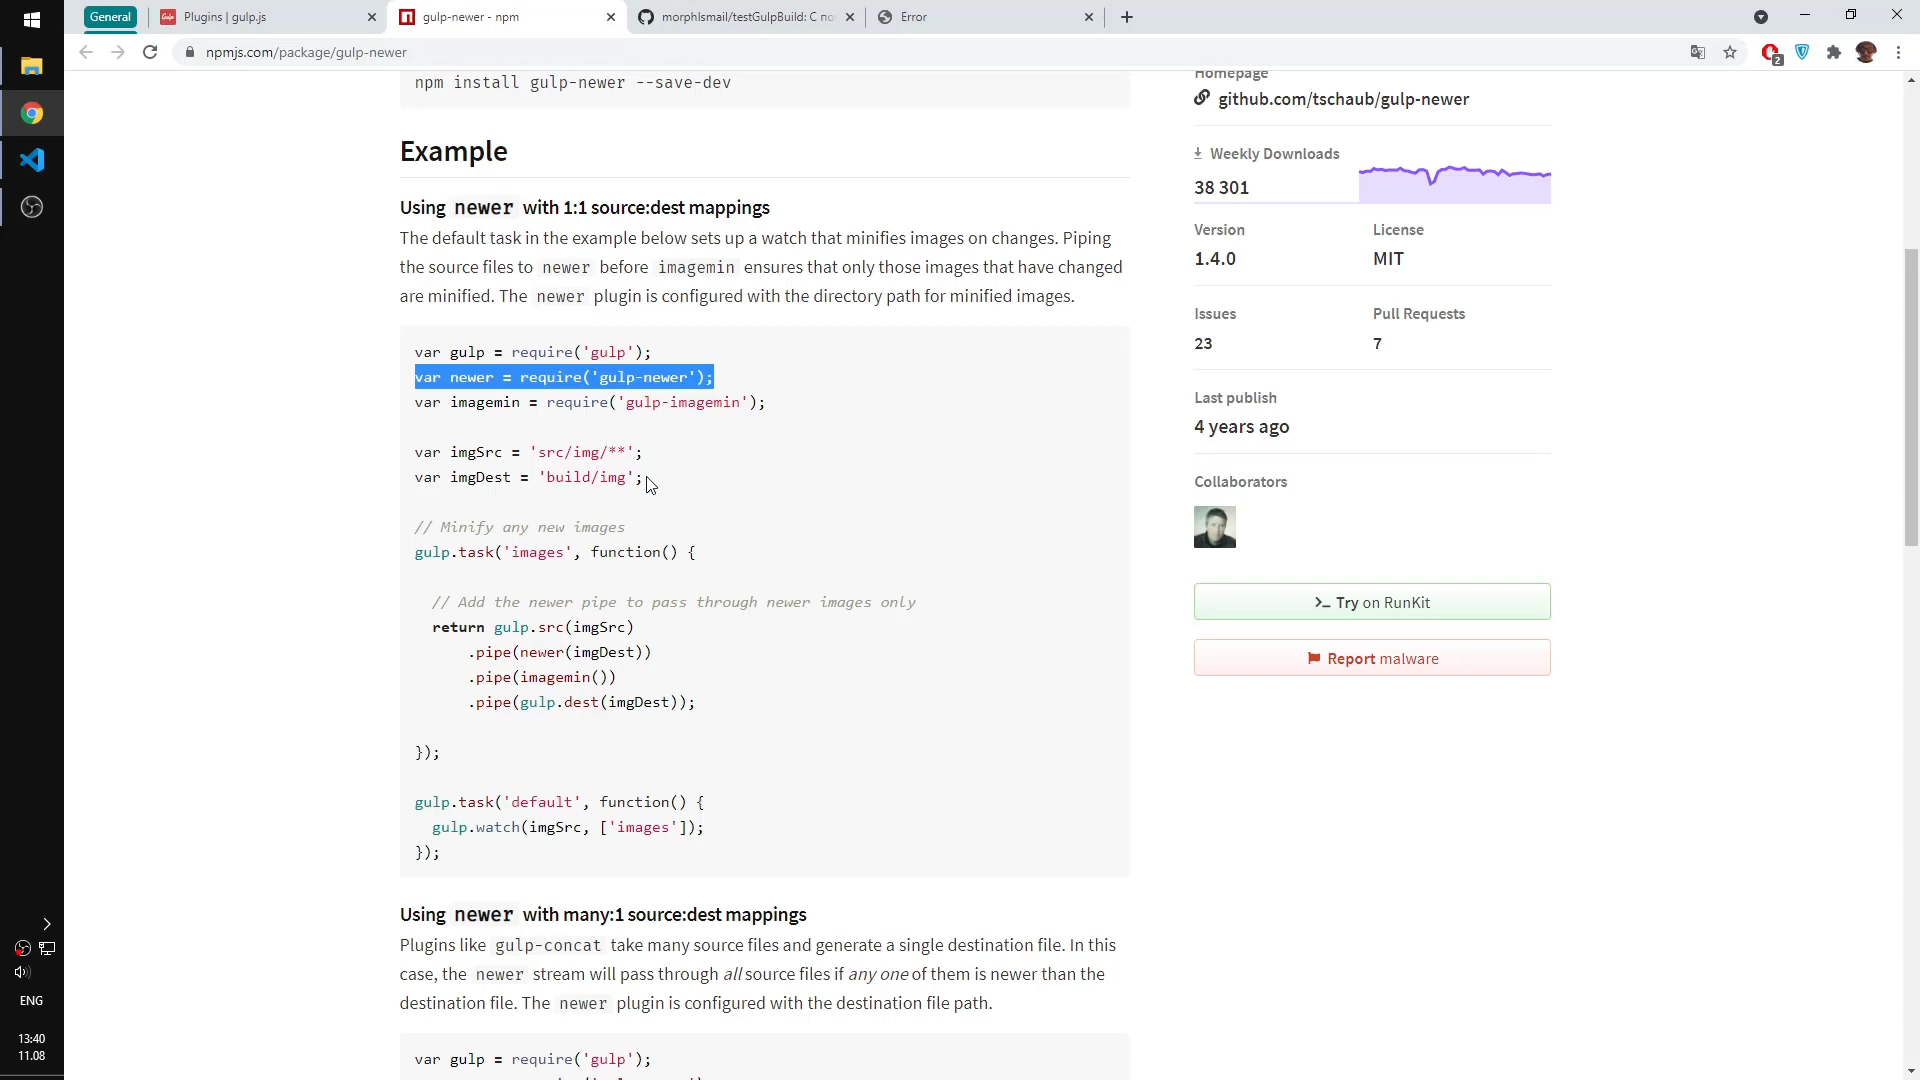 General
Plugins | gulp.js
gulp-newer - npm
morphIsmail/testGulpBuild: С по
Error
npmjs.com/package/gulp-newer
2
npm install gulp-newer --save-dev
Example
Using newer with 1:1 source:dest mappings
The default task in the example below sets up a watch that minifies images on changes. Piping
the source files to newer before imagemin ensures that only those images that have changed
are minified. The newer plugin is configured with the directory path for minified images.
var gulp = require('gulp');
var newer = require('gulp-newer');
var imagemin = require('gulp-imagemin');
var imgSrc = 'src/img/**';
var imgDest = 'build/img';
// Minify any new images
gulp.task('images', function() {
// Add the newer pipe to pass through newer images only
return gulp.src(imgSrc)
.pipe(newer(imgDest))
.pipe(imagemin())
.pipe(gulp.dest(imgDest));
});
gulp.task('default', function() {
gulp.watch(imgSrc, ['images']);
});
Using newer with many:1 source:dest mappings
Plugins like gulp-concat take many source files and generate a single destination file. In this
case, the newer stream will pass through all source files if any one of them is newer than the
destination file. The newer plugin is configured with the destination file path.
var gulp = require('gulp');
Homepage
github.com/tschaub/gulp-newer
Weekly Downloads
38 301
Version
License
1.4.0
MIT
Issues
Pull Requests
23
7
Last publish
4 years ago
Collaborators
Try on RunKit
Report malware
ENG
13:40
11.08